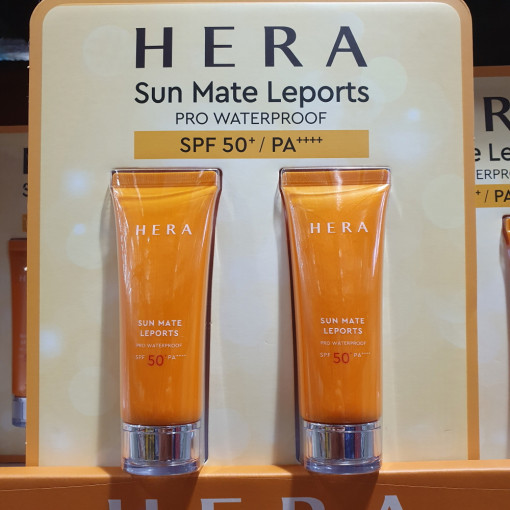 HERA
Sun Mate Leports
PRO WATERPROOF
SPF 50+ / PA++++
HERA
SUN MATE
LEPORTS
PRO WATERPROOF
SPF 50 PA++++
HERA
SUN MATE
LEPORTS
PRO WATERPROOF
SPF 50 PA++++
HERA